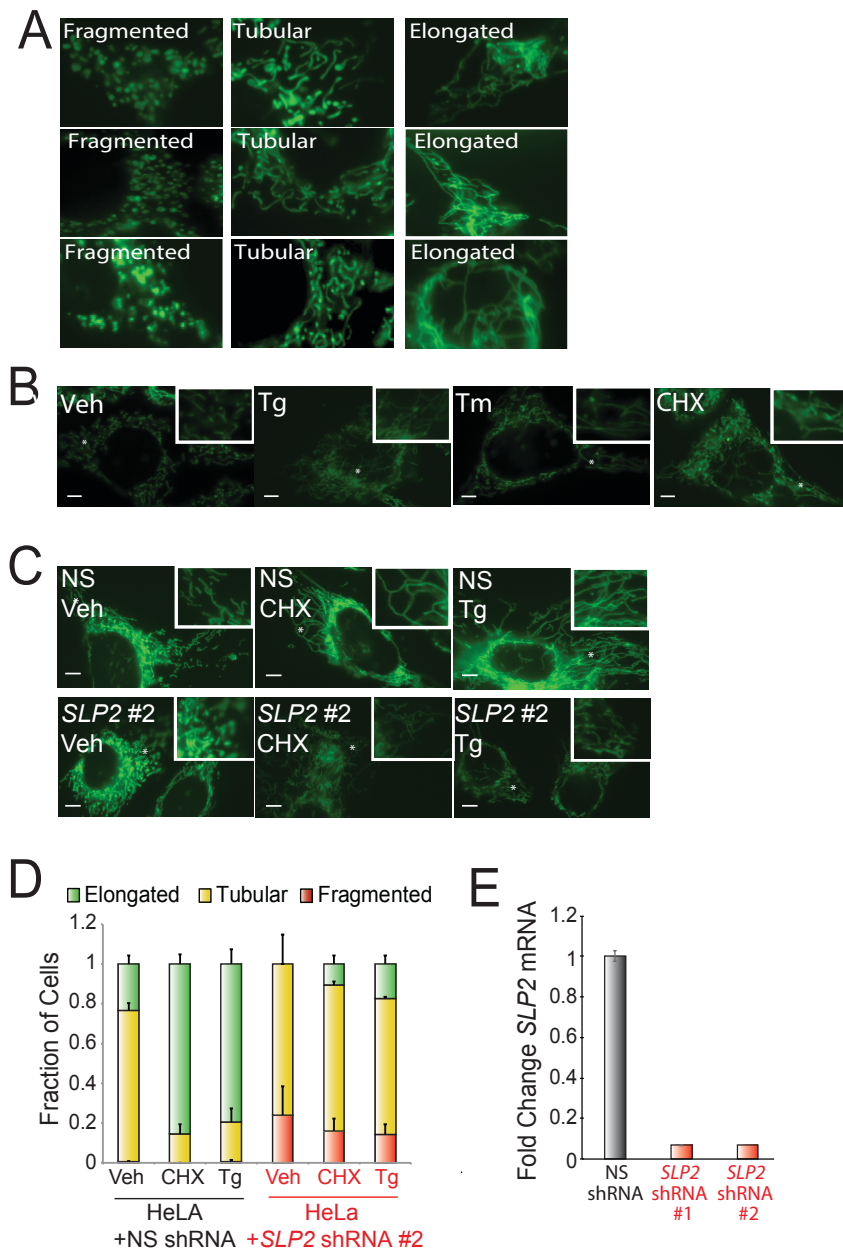 A
Fragmented Tubular Elongated
Fragmented Tubular Elongated
Fragmented Tubular Elongated
B
Veh Tg Tm CHX
* * * *
C
NS NS NS
Veh CHX Tg
* * *
SLP2 #2 SLP2 #2 SLP2 #2
Veh CHX Tg
* * *
D
Elongated Tubular Fragmented
Fraction of Cells
1.2
1
0.8
0.6
0.4
0.2
0
Veh CHX Tg Veh CHX Tg
HeLA HeLa
+NS shRNA +SLP2 shRNA #2
E
Fold Change SLP2 mRNA
1.2
1
0.8
0.6
0.4
0.2
0
NS SLP2 SLP2
shRNA shRNA shRNA
#1 #2